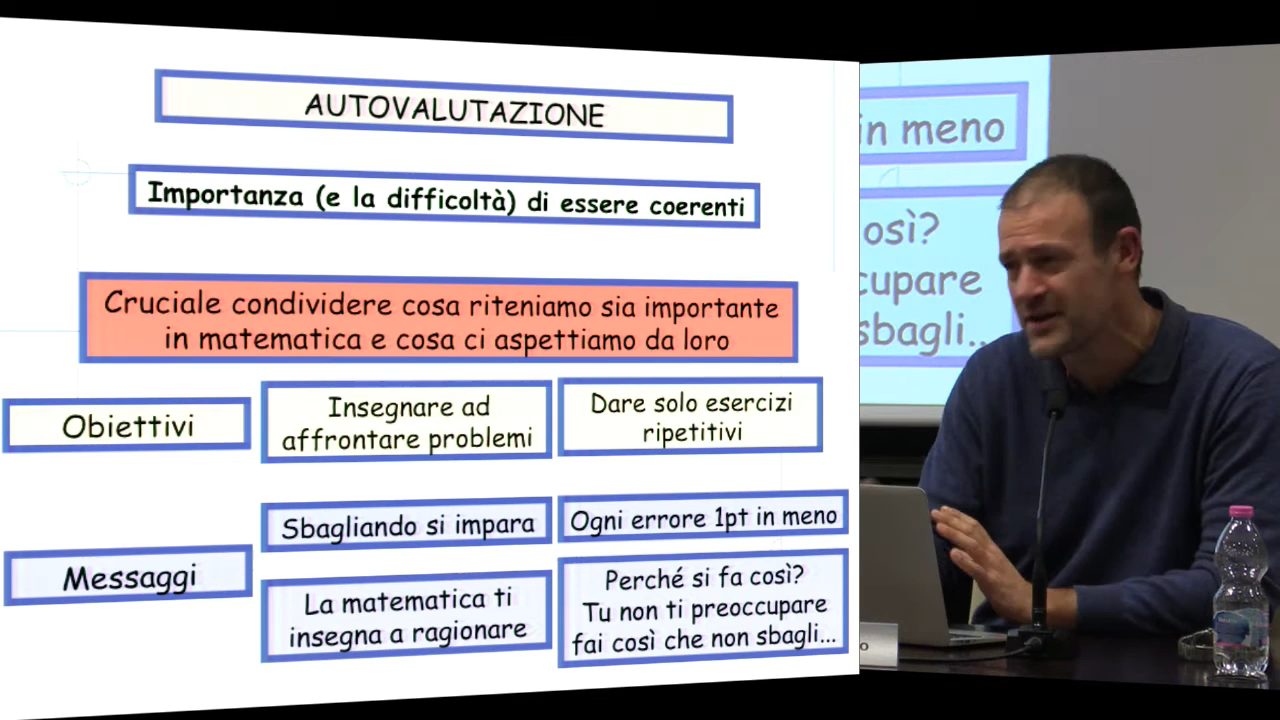 AUTOVALUTAZIONE
Importanza (e la difficoltà) di essere coerenti
Cruciale condividere cosa riteniamo sia importante
in matematica e cosa ci aspettiamo da loro
Obiettivi
Insegnare ad
affrontare problemi
Dare solo esercizi
ripetitivi
Messaggi
Sbagliando si impara
Ogni errore 1pt in meno
La matematica ti
insegna a ragionare
Perché si fa così?
Tu non ti preoccupare
fai così che non sbagli...
in meno
osì?
cupare
sbagli..
o